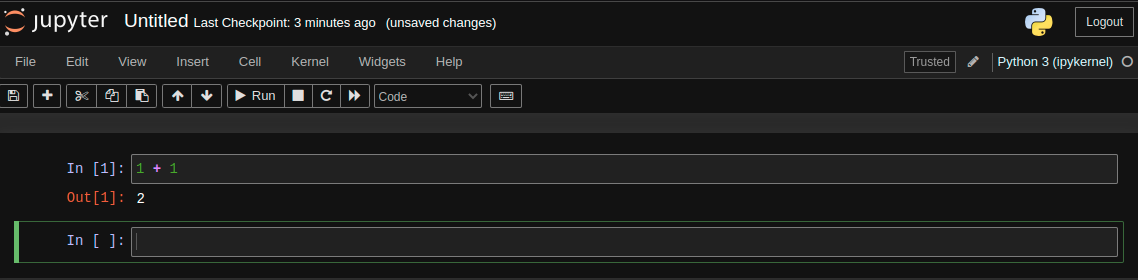 jupyter Untitled Last Checkpoint: 3 minutes ago (unsaved changes) Logout
File Edit View Insert Cell Kernel Widgets Help Trusted Python 3 (ipykernel)
Run Code
In [1]: 1 + 1
Out[1]: 2
In [ ]: